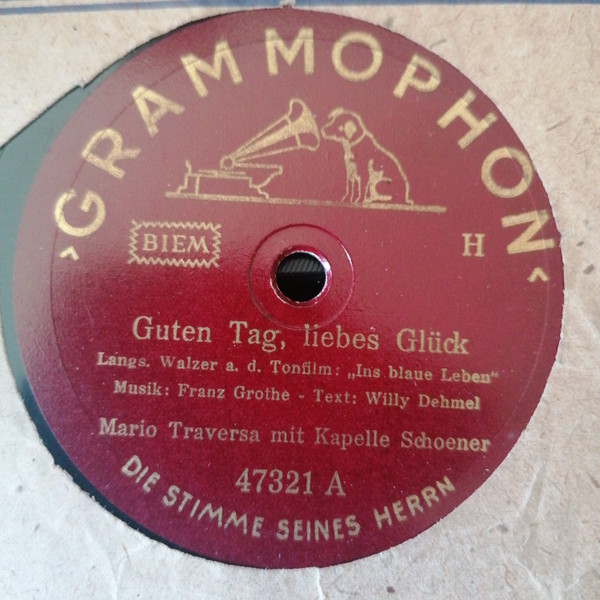 ›GRAMMOPHON‹
BIEM
H
Guten Tag, liebes Glück
Langs. Walzer a. d. Tonfilm: „Ins blaue Leben“
Musik: Franz Grothe - Text: Willy Dehmel
Mario Traversa mit Kapelle Schoener
47321 A
DIE STIMME SEINES HERRN